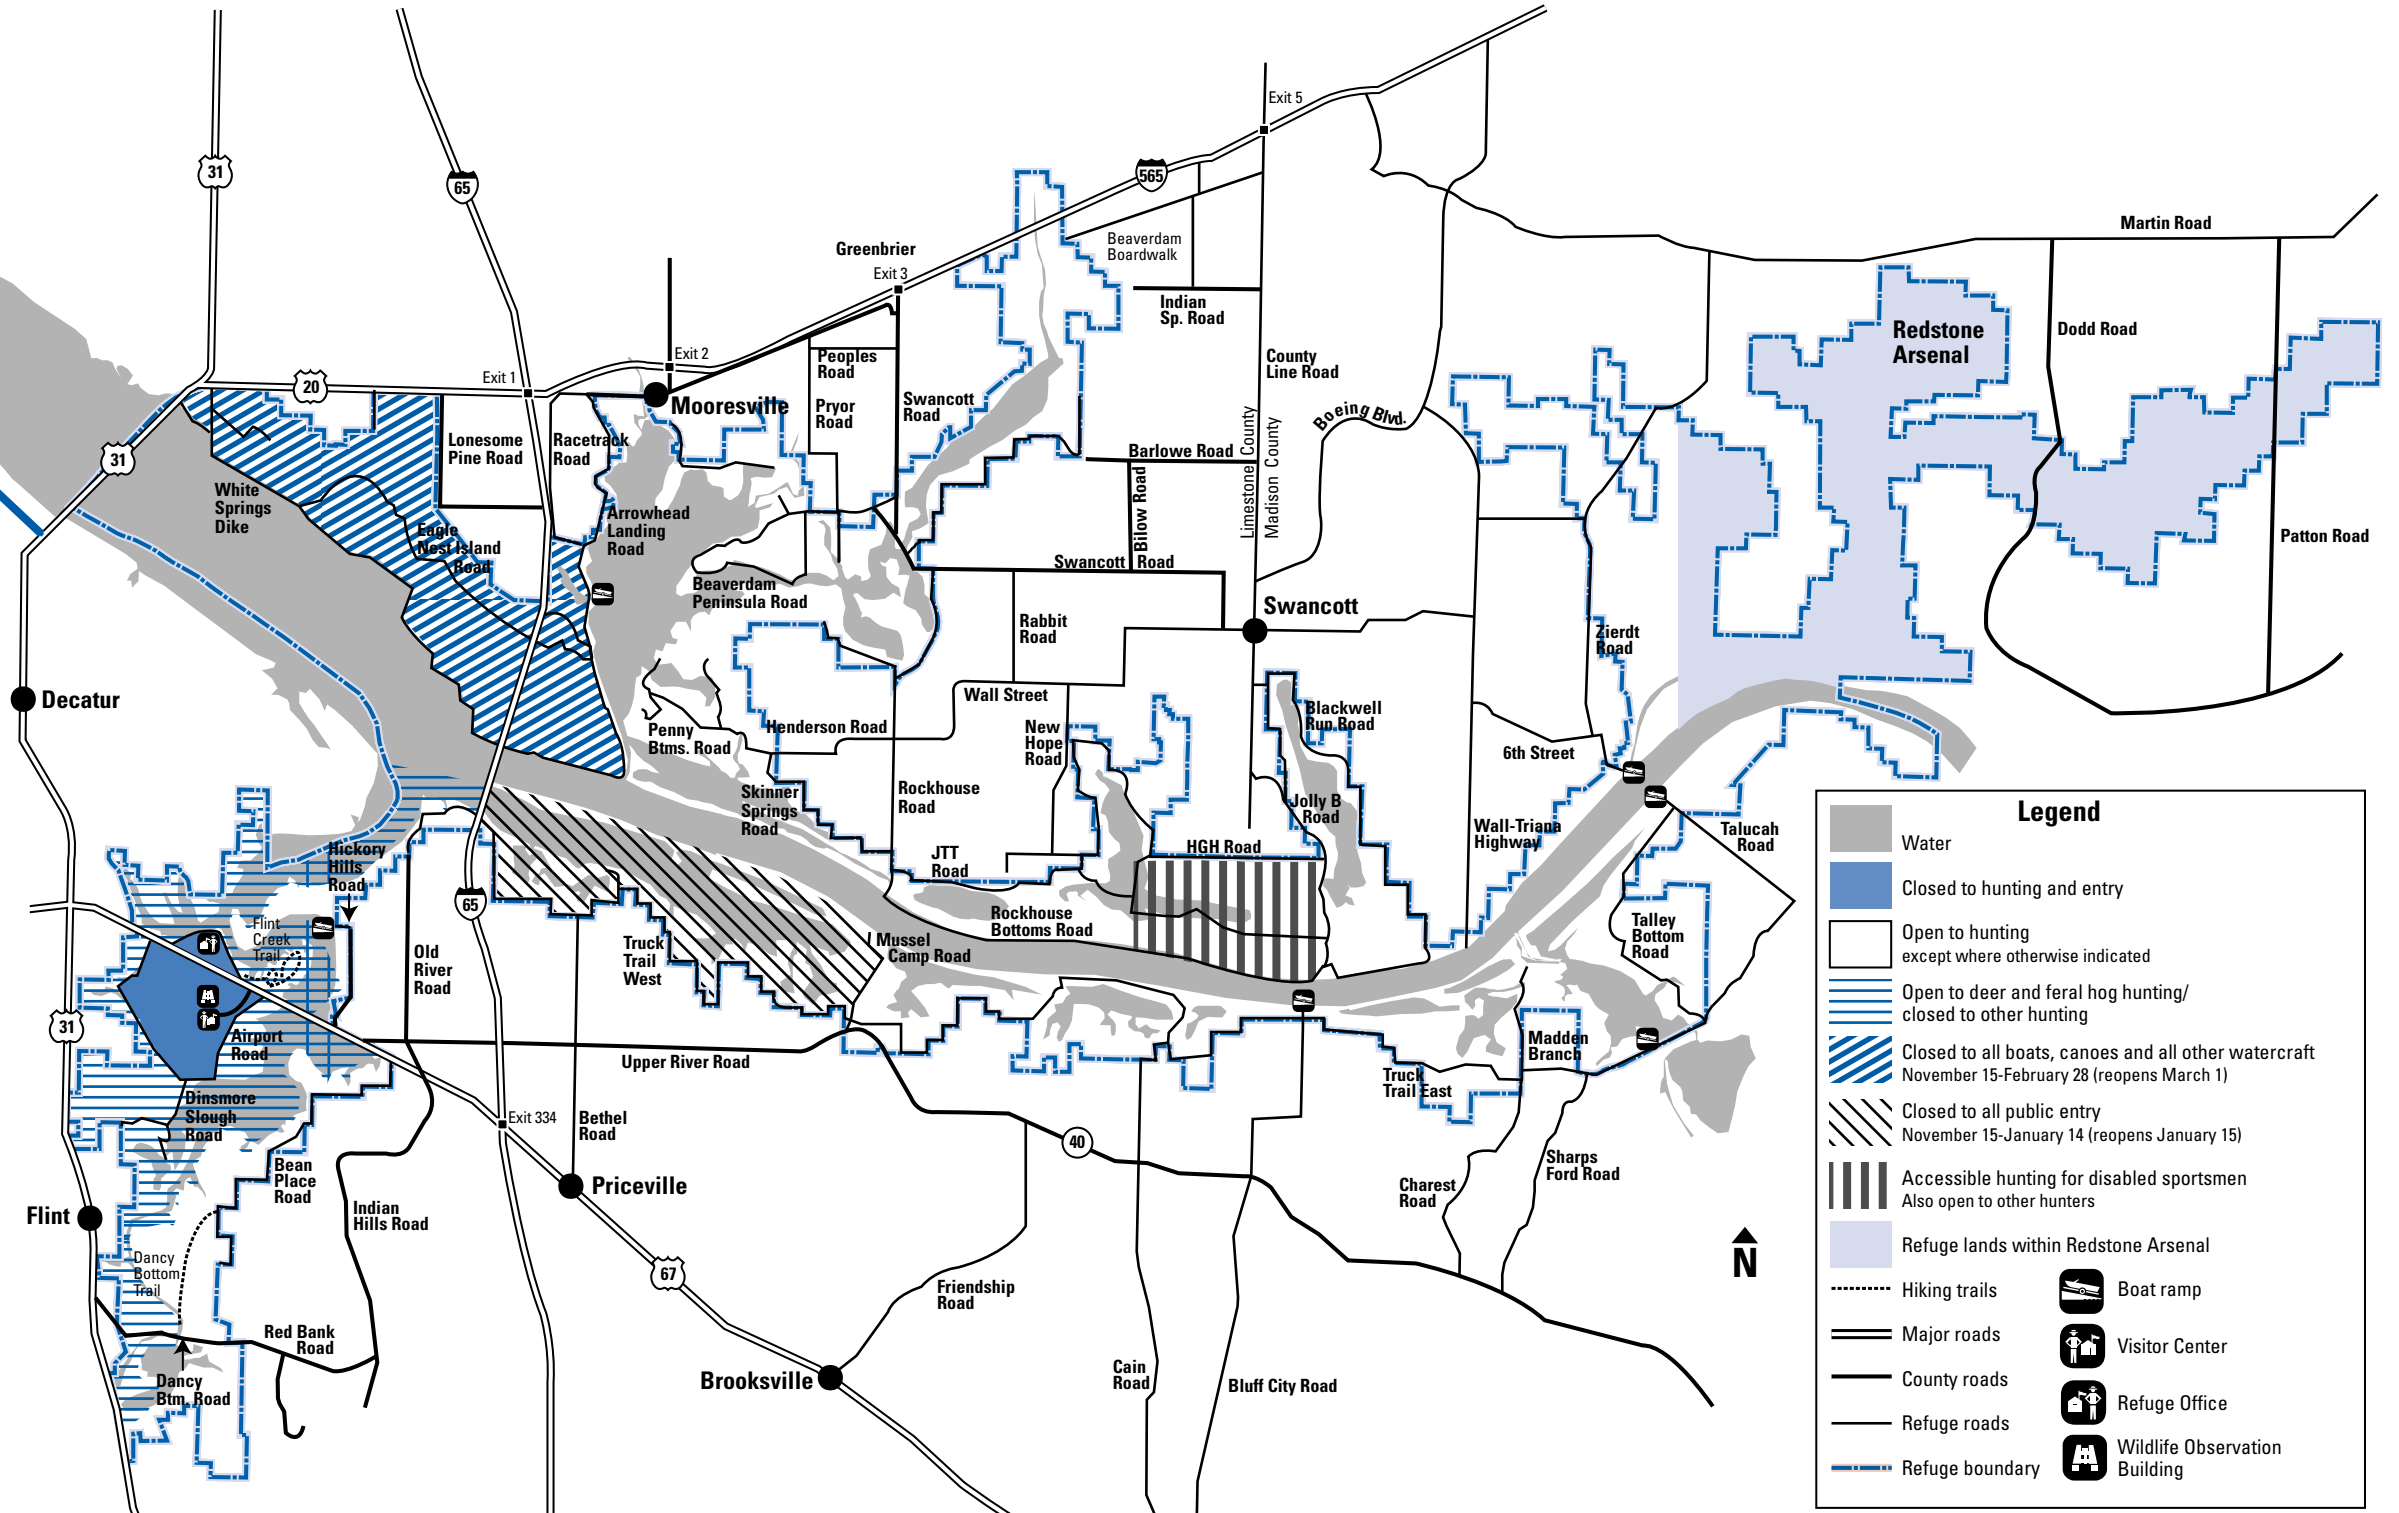 Exit 5
31
565
65
Martin Road
Greenbrier
Beaverdam
Boardwalk
Exit 3
Indian
Sp. Road
Redstone
Arsenal
Dodd Road
Exit 2
Peoples
Road
County
Line Road
Exit 1
20
Mooresville
Pryor
Road
Swancott
Road
Boeing Blvd.
Lonesome
Pine Road
Racetrack
Road
Barlowe Road
Limestone County
Madison County
31
White
Springs
Dike
Arrowhead
Landing
Road
Bilow Road
Patton Road
Eagle
Nest Island
Road
Swancott
Road
Beaverdam
Peninsula Road
Swancott
Rabbit
Road
Zierdt
Road
Decatur
Wall Street
Blackwell
Run Road
Penny
Btms. Road
Henderson Road
New
Hope
Road
6th Street
Skinner
Springs
Road
Rockhouse
Road
Jolly B
Road
Wall-Triana
Highway
Talucah
Road
Hickory
Hills
Road
JTT
Road
HGH Road
65
Flint
Creek
Trail
Old
River
Road
Truck
Trail
West
Mussel
Camp Road
Rockhouse
Bottoms Road
Talley
Bottom
Road
31
Airport
Road
Upper River Road
Madden
Branch
Truck
Trail East
Dinsmore
Slough
Road
Exit 334
Bethel
Road
40
Bean
Place
Road
Sharps
Ford Road
Charest
Road
Priceville
Flint
Indian
Hills Road
N
Dancy
Bottom
Trail
67
Friendship
Road
Red Bank
Road
Brooksville
Cain
Road
Bluff City Road
Dancy
Btm. Road
Legend
Water
Closed to hunting and entry
Open to hunting
except where otherwise indicated
Open to deer and feral hog hunting/
closed to other hunting
Closed to all boats, canoes and all other watercraft
November 15-February 28 (reopens March 1)
Closed to all public entry
November 15-January 14 (reopens January 15)
Accessible hunting for disabled sportsmen
Also open to other hunters
Refuge lands within Redstone Arsenal
Hiking trails
Boat ramp
Major roads
Visitor Center
County roads
Refuge Office
Refuge roads
Wildlife Observation
Building
Refuge boundary